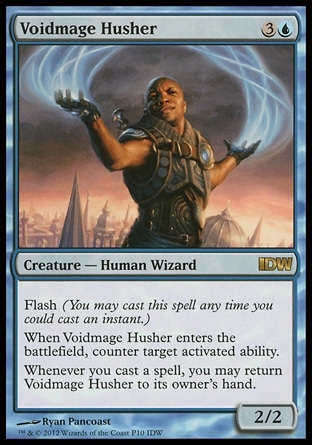 Voidmage Husher 3
Creature — Human Wizard IDW
Flash (You may cast this spell any time you
could cast an instant.)
When Voidmage Husher enters the
battlefield, counter target activated ability.
Whenever you cast a spell, you may return
Voidmage Husher to its owner's hand.
Ryan Pancoast
™ & © 2012 Wizards of the Coast P10 IDW
2/2